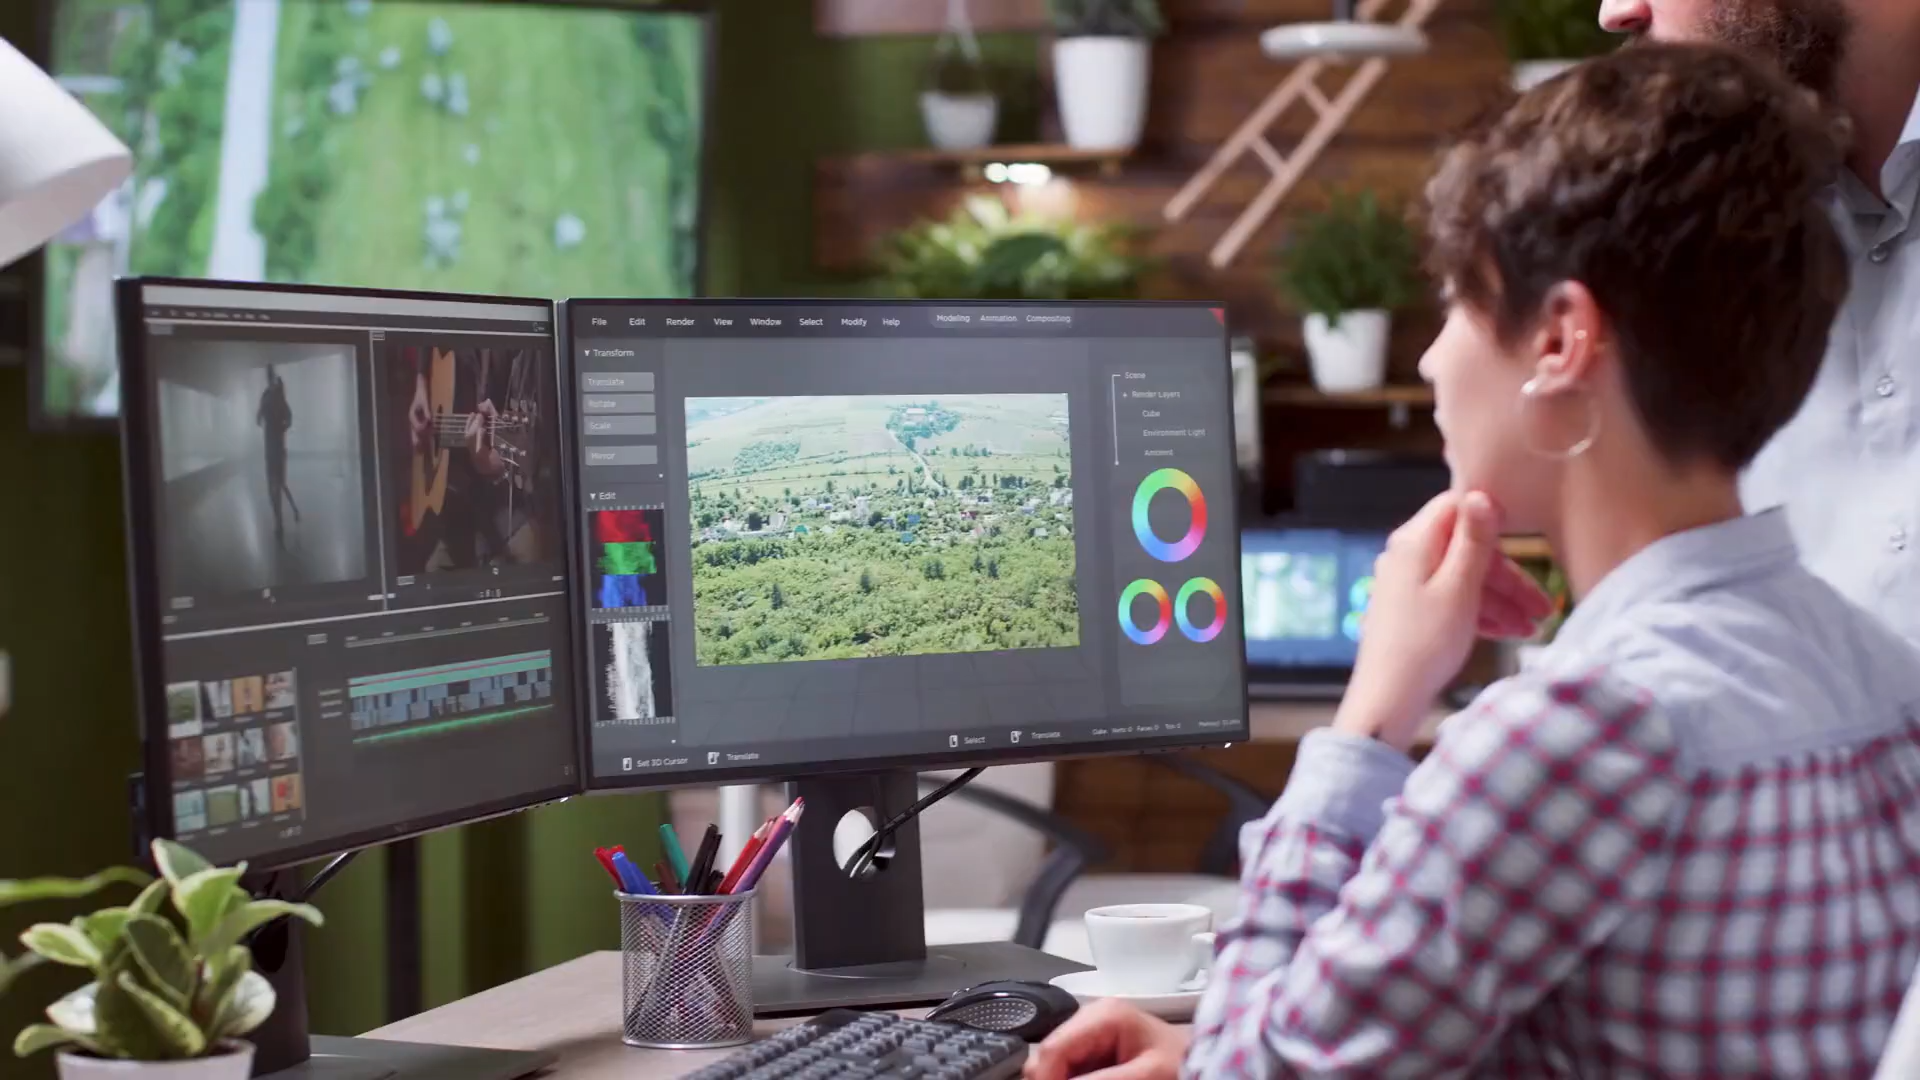 File Edit Render View Window Select Modify Help
Modeling Animation Compositing
Transform
Translate
Rotate
Scale
Mirror
Edit
Scene
Render Layers
Cube
Environment Light
Ambient
Set 3D Cursor
Translate
Select
Translate